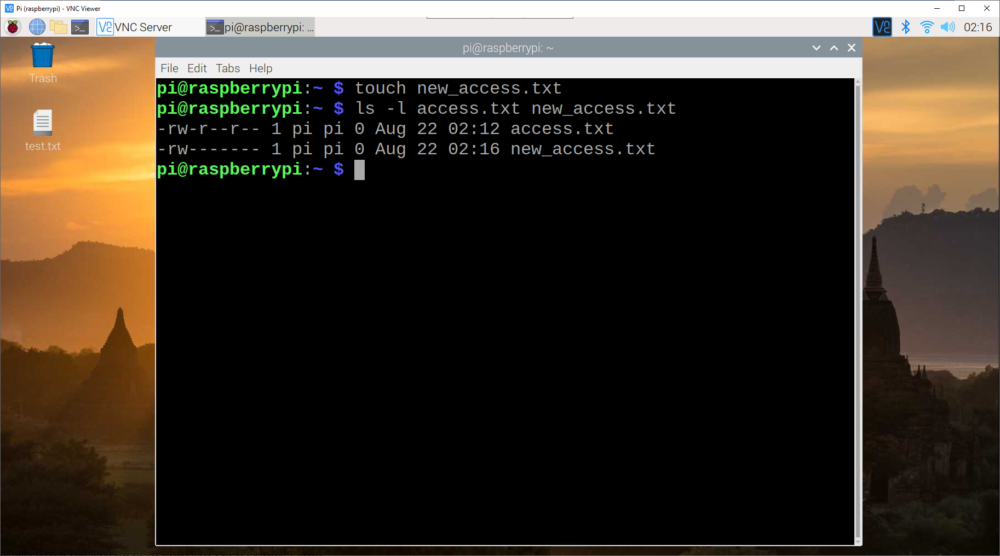 Pi (raspberrypi) - VNC Viewer
VNC Server
pi@raspberrypi: ...
02:16
Trash
test.txt
pi@raspberrypi: ~
File Edit Tabs Help
pi@raspberrypi:~ $ touch new_access.txt
pi@raspberrypi:~ $ ls -l access.txt new_access.txt
-rw-r--r-- 1 pi pi 0 Aug 22 02:12 access.txt
-rw------- 1 pi pi 0 Aug 22 02:16 new_access.txt
pi@raspberrypi:~ $